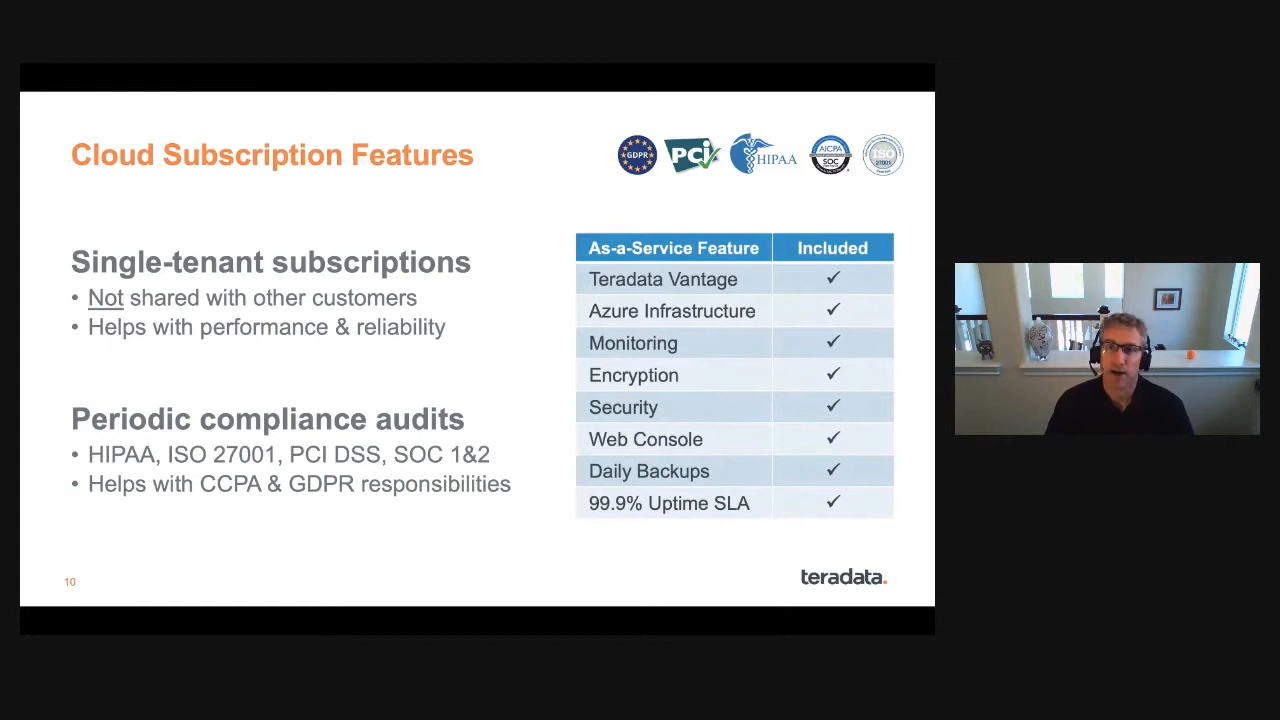 Cloud Subscription Features
GDPR
PCi
HIPAA
AICPA
SOC
ISO
27001
Single-tenant subscriptions
• Not shared with other customers
• Helps with performance & reliability
Periodic compliance audits
• HIPAA, ISO 27001, PCI DSS, SOC 1&2
• Helps with CCPA & GDPR responsibilities
As-a-Service Feature Included
Teradata Vantage ✓
Azure Infrastructure ✓
Monitoring ✓
Encryption ✓
Security ✓
Web Console ✓
Daily Backups ✓
99.9% Uptime SLA ✓
10
teradata.